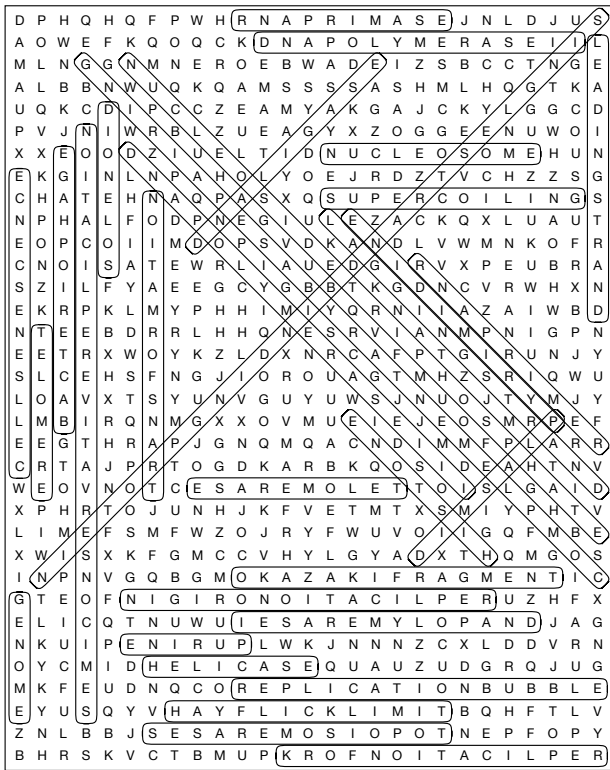 D P H Q H Q F P W H R N A P R I M A S E J N L D J U S
A O W E F K Q O Q C K D N A P O L Y M E R A S E I I L
M L N G G N M N E R O E B W A D E I Z S B C C T N G E
A L B B N W U Q K Q A M S S S S A S H M L H Q G T K A
U Q K C D I P C C Z E A M Y A K G A J C K Y L G G C D
P V J N I W R B L Z U E A G Y X Z O G G E E N U W O I
X X E O O D Z I U E L T I D N U C L E O S O M E H U N
E K G I N L N P A H O L Y O E J R D Z T V C H Z Z S G
C H A T E H N A Q P A S X Q S U P E R C O I L I N G S
N P H A L F O D P N E G I U L E Z A C K Q X L U A U T
E O P C O I I M D O P S V D K A N D L V W M N K O F R
C N O I S A T E W R L I A U E D G I R V X P E U B R A
S Z I L F Y A E E G C Y G B B T K G D N C V R W H X N
E K R P K L M Y P H H I M I Y Q R N I I A Z A I W B D
N T E E B D R R L H H Q N E S R V I A N M P N I G P N
E E T R X W O Y K Z L D X N R C A F P T G I R U N J Y
S L C E H S F N G J I O R O U A G T M H Z S R I Q W U
L O A V X T S Y U N V G U Y U W S J N U O J T Y M J Y
L M B I R Q N M G X X O V M U E I E J E O S M R P E F
E E G T H R A P J G N Q M Q A C N D I M M F P L A R R
C R T A J P R T O G D K A R B K Q O S I D E A H T N V
W E O V N O T C E S A R E M O L E T T O I S L G A I D
X P H R T O J U N H J K F V E T M T X S M I Y P H T V
L I M E F S M F W Z O J R Y F W U V O I I G Q F M B E
X W I S X K F G M C C V H Y L G Y A D X T H Q M G O S
I N P N V G Q B G M O K A Z A K I F R A G M E N T I C
G T E O F N I G I R O N O I T A C I L P E R U Z H F X
E L I C Q T N U W U I E S A R E M Y L O P A N D J A G
N K U I P E N I R U P L W K J N N N Z C X L D D V R N
O Y C M I D H E L I C A S E Q U A U Z U D G R Q J U G
M K F E U D N Q C O R E P L I C A T I O N B U B B L E
E Y U S Q Y V H A Y F L I C K L I M I T B Q H F T L V
Z N L B B J S E S A R E M O S I O P O T N E P F O P Y
B H R S K V C T B M U P K R O F N O I T A C I L P E R